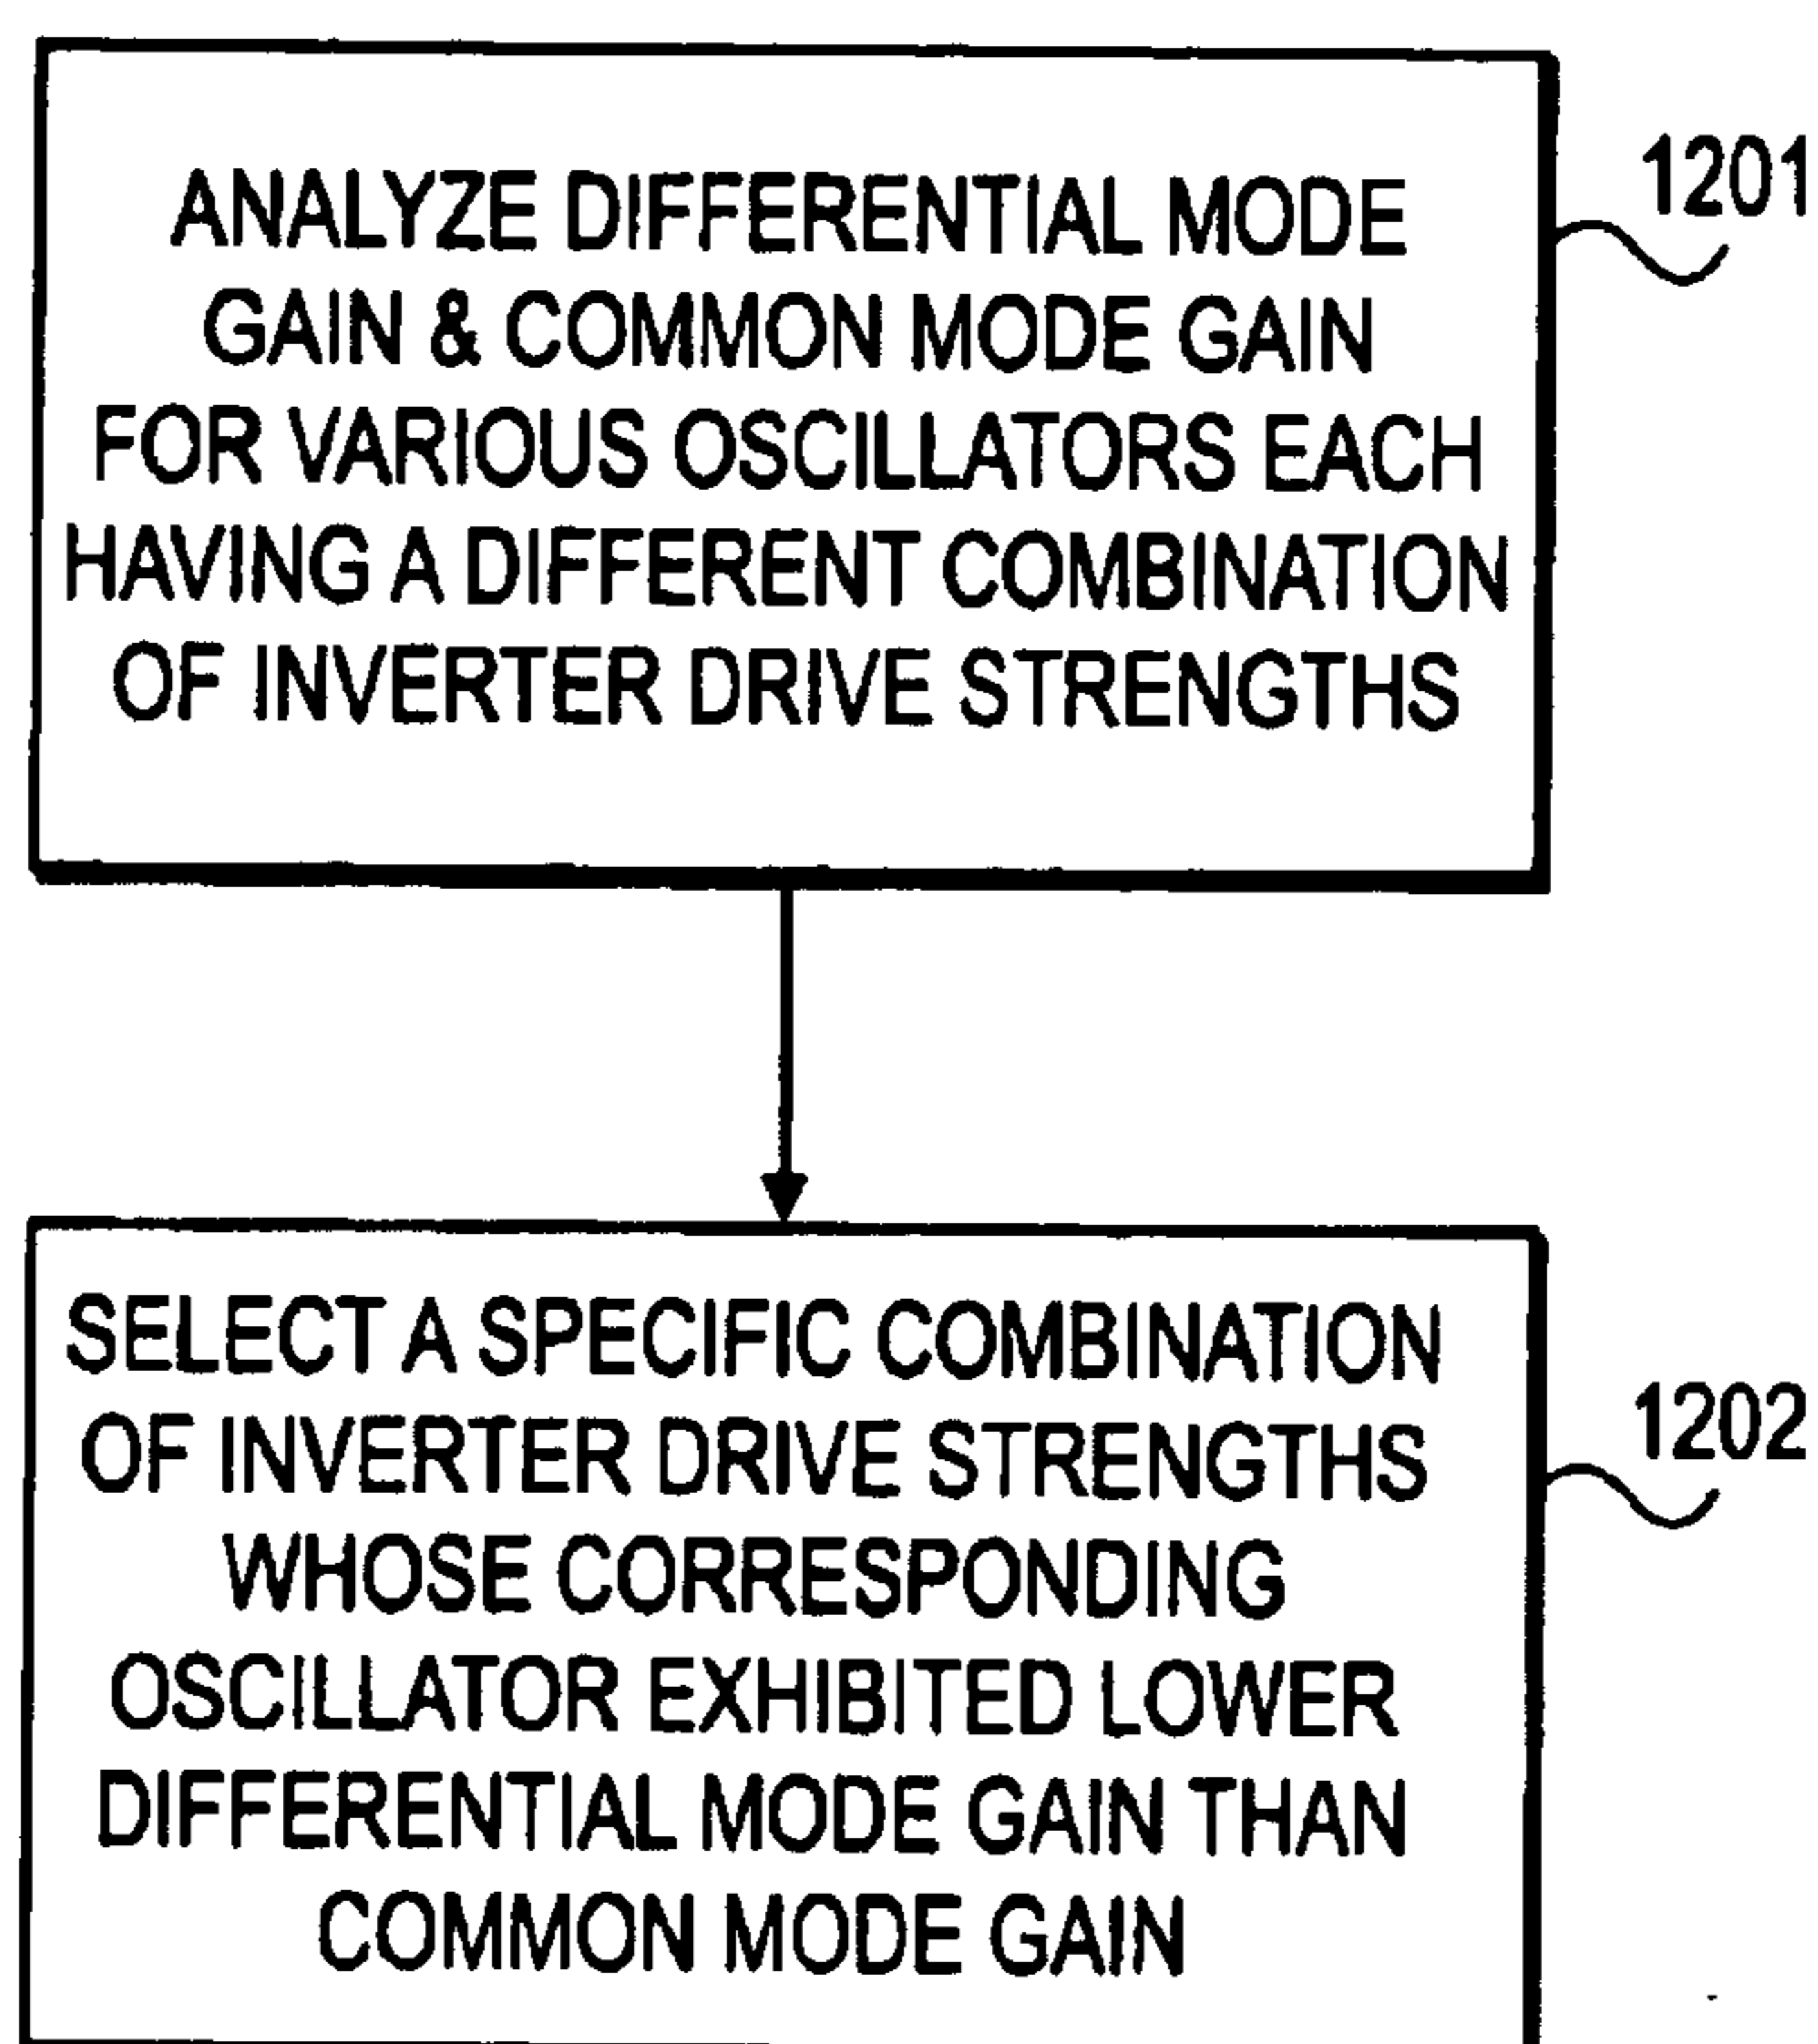 ANALYZE DIFFERENTIAL MODE
GAIN & COMMON MODE GAIN
FOR VARIOUS OSCILLATORS EACH
HAVING A DIFFERENT COMBINATION
OF INVERTER DRIVE STRENGTHS
1201
SELECT A SPECIFIC COMBINATION
OF INVERTER DRIVE STRENGTHS
WHOSE CORRESPONDING
OSCILLATOR EXHIBITED LOWER
DIFFERENTIAL MODE GAIN THAN
COMMON MODE GAIN
1202